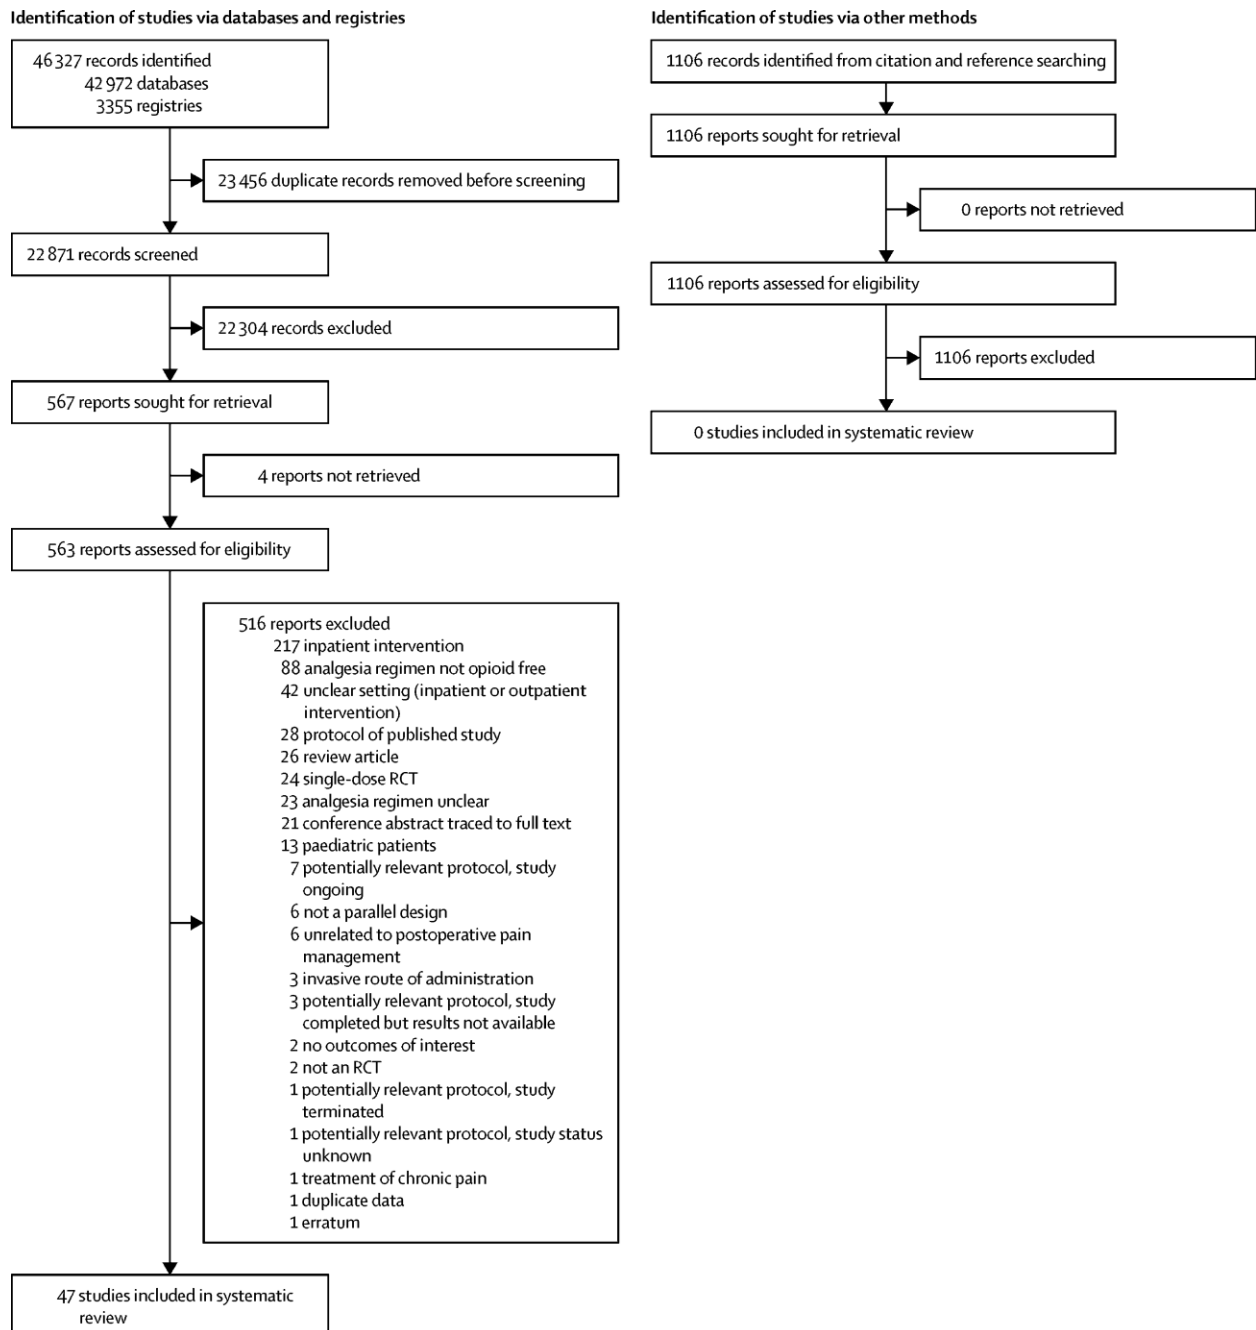 Identification of studies via databases and registries
46 327 records identified
42 972 databases
3355 registries
23 456 duplicate records removed before screening
22 871 records screened
22 304 records excluded
567 reports sought for retrieval
4 reports not retrieved
563 reports assessed for eligibility
516 reports excluded
217 inpatient intervention
88 analgesia regimen not opioid free
42 unclear setting (inpatient or outpatient
intervention)
28 protocol of published study
26 review article
24 single-dose RCT
23 analgesia regimen unclear
21 conference abstract traced to full text
13 paediatric patients
7 potentially relevant protocol, study
ongoing
6 not a parallel design
6 unrelated to postoperative pain
management
3 invasive route of administration
3 potentially relevant protocol, study
completed but results not available
2 no outcomes of interest
2 not an RCT
1 potentially relevant protocol, study
terminated
1 potentially relevant protocol, study status
unknown
1 treatment of chronic pain
1 duplicate data
1 erratum
47 studies included in systematic
review
Identification of studies via other methods
1106 records identified from citation and reference searching
1106 reports sought for retrieval
0 reports not retrieved
1106 reports assessed for eligibility
1106 reports excluded
0 studies included in systematic review